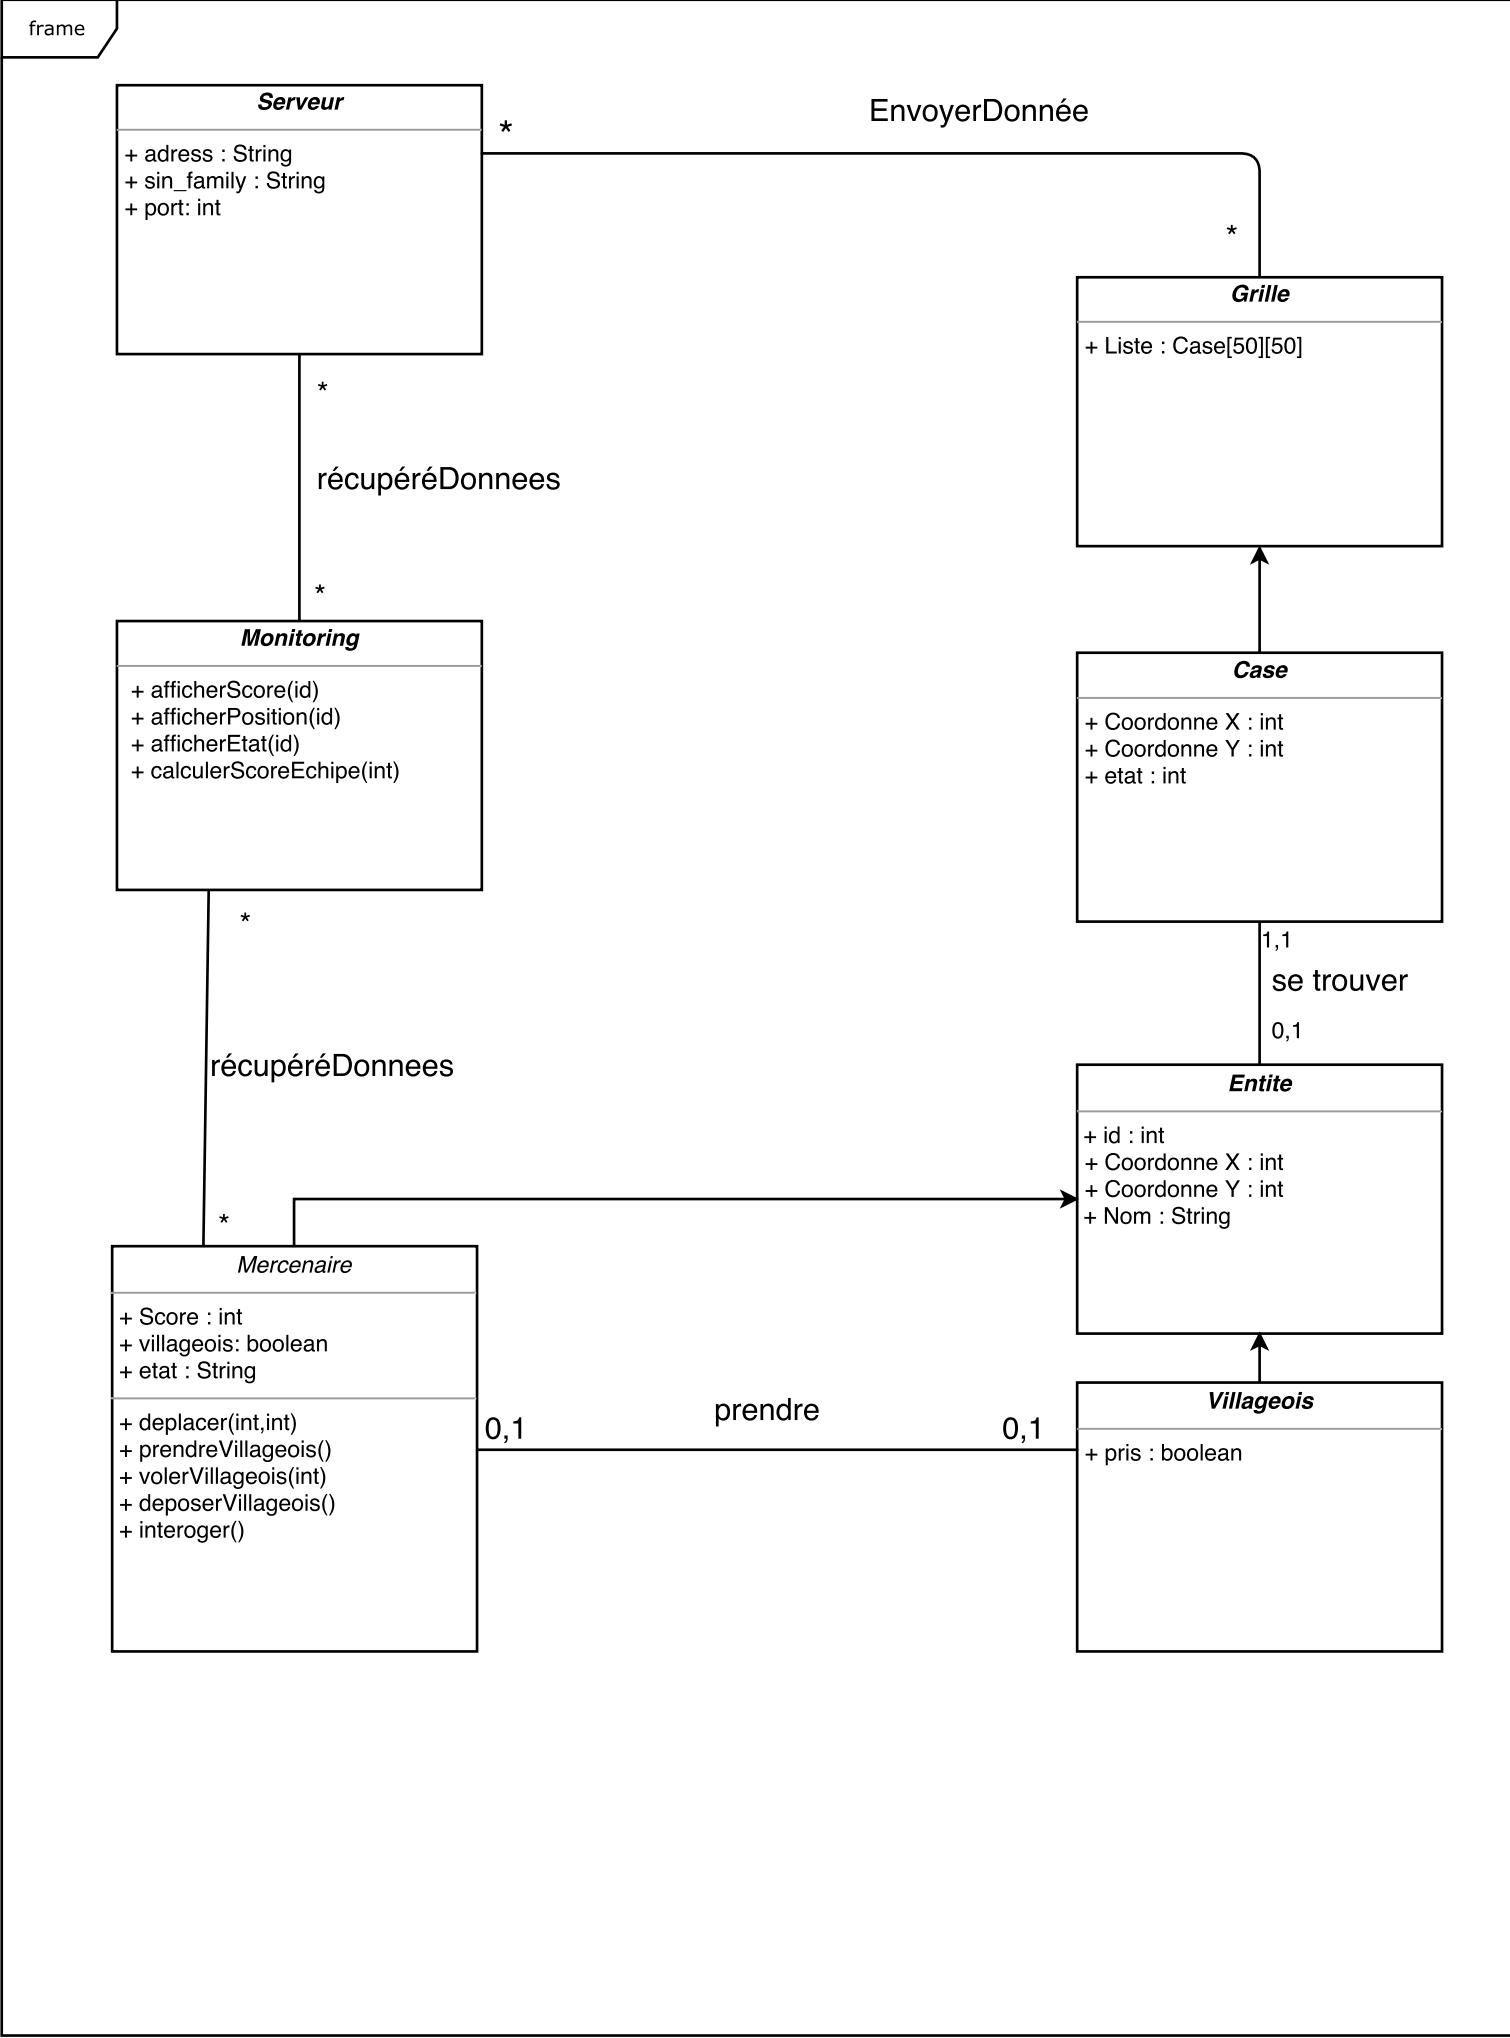 frame
Serveur
+ adress : String
+ sin_family : String
+ port: int
*
EnvoyerDonnée
*
Grille
+ Liste : Case[50][50]
*
récupéréDonnees
*
Monitoring
+ afficherScore(id)
+ afficherPosition(id)
+ afficherEtat(id)
+ calculerScoreEchipe(int)
Case
+ Coordonne X : int
+ Coordonne Y : int
+ etat : int
*
récupéréDonnees
*
1,1
se trouver
0,1
Entite
+ id : int
+ Coordonne X : int
+ Coordonne Y : int
+ Nom : String
Mercenaire
+ Score : int
+ villageois: boolean
+ etat : String
+ deplacer(int,int)
+ prendreVillageois()
+ volerVillageois(int)
+ deposerVillageois()
+ interoger()
0,1
prendre
0,1
Villageois
+ pris : boolean